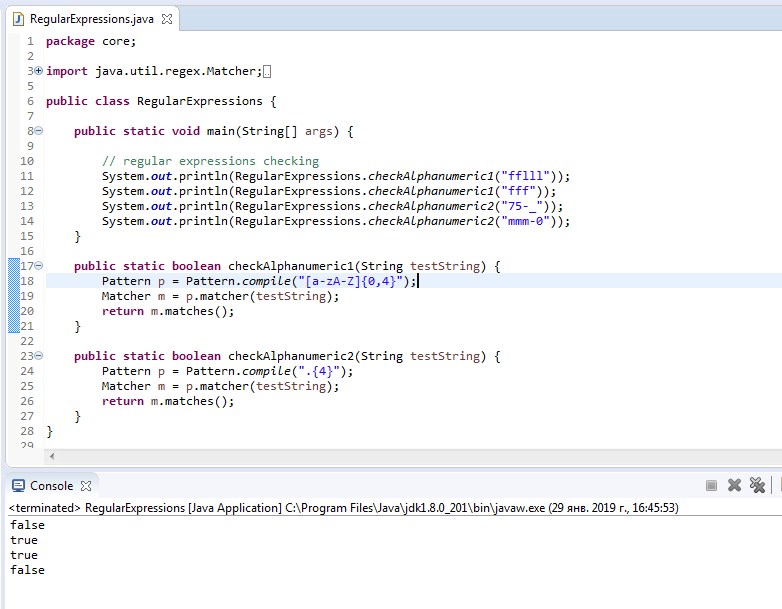 RegularExpressions.java
1 package core;
2
3 import java.util.regex.Matcher;
5
6 public class RegularExpressions {
7
8 public static void main(String[] args) {
9
10 // regular expressions checking
11 System.out.println(RegularExpressions.checkAlphanumeric1("fflll"));
12 System.out.println(RegularExpressions.checkAlphanumeric1("fff"));
13 System.out.println(RegularExpressions.checkAlphanumeric2("75-_"));
14 System.out.println(RegularExpressions.checkAlphanumeric2("mmm-0"));
15 }
16
17 public static boolean checkAlphanumeric1(String testString) {
18 Pattern p = Pattern.compile("[a-zA-Z]{0,4}");
19 Matcher m = p.matcher(testString);
20 return m.matches();
21 }
22
23 public static boolean checkAlphanumeric2(String testString) {
24 Pattern p = Pattern.compile(".{4}");
25 Matcher m = p.matcher(testString);
26 return m.matches();
27 }
28 }
29
Console
<terminated> RegularExpressions [Java Application] C:\Program Files\Java\jdk1.8.0_201\bin\javaw.exe (29 янв. 2019 г., 16:45:53)
false
true
true
false